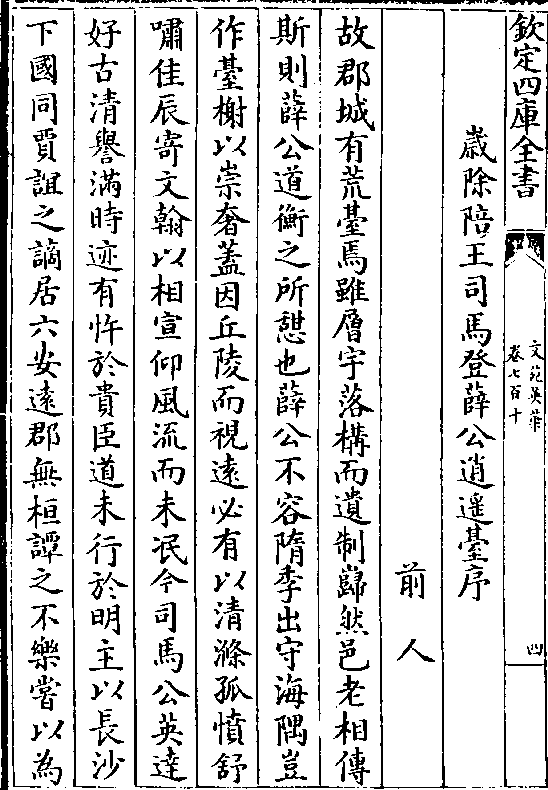 欽定四庫全書
文苑英華
卷七百十
四
歲除陪王司馬登薛公逍遙臺序
前人
故郡城有荒臺焉雖層宇落構而遺制巋然邑老相傳
斯則薛公道衡之所憇也薛公不容隋季出守海隅豈
作臺榭以崇奢蓋因丘陵而視遠必有以清滌孤憤舒
嘯佳辰寄文翰以相宣仰風流而未泯今司馬公英達
好古清譽滿時迹有忤於貴臣道未行於明主以長沙
下國同賈誼之謫居六安遠郡無桓譚之不樂嘗以為